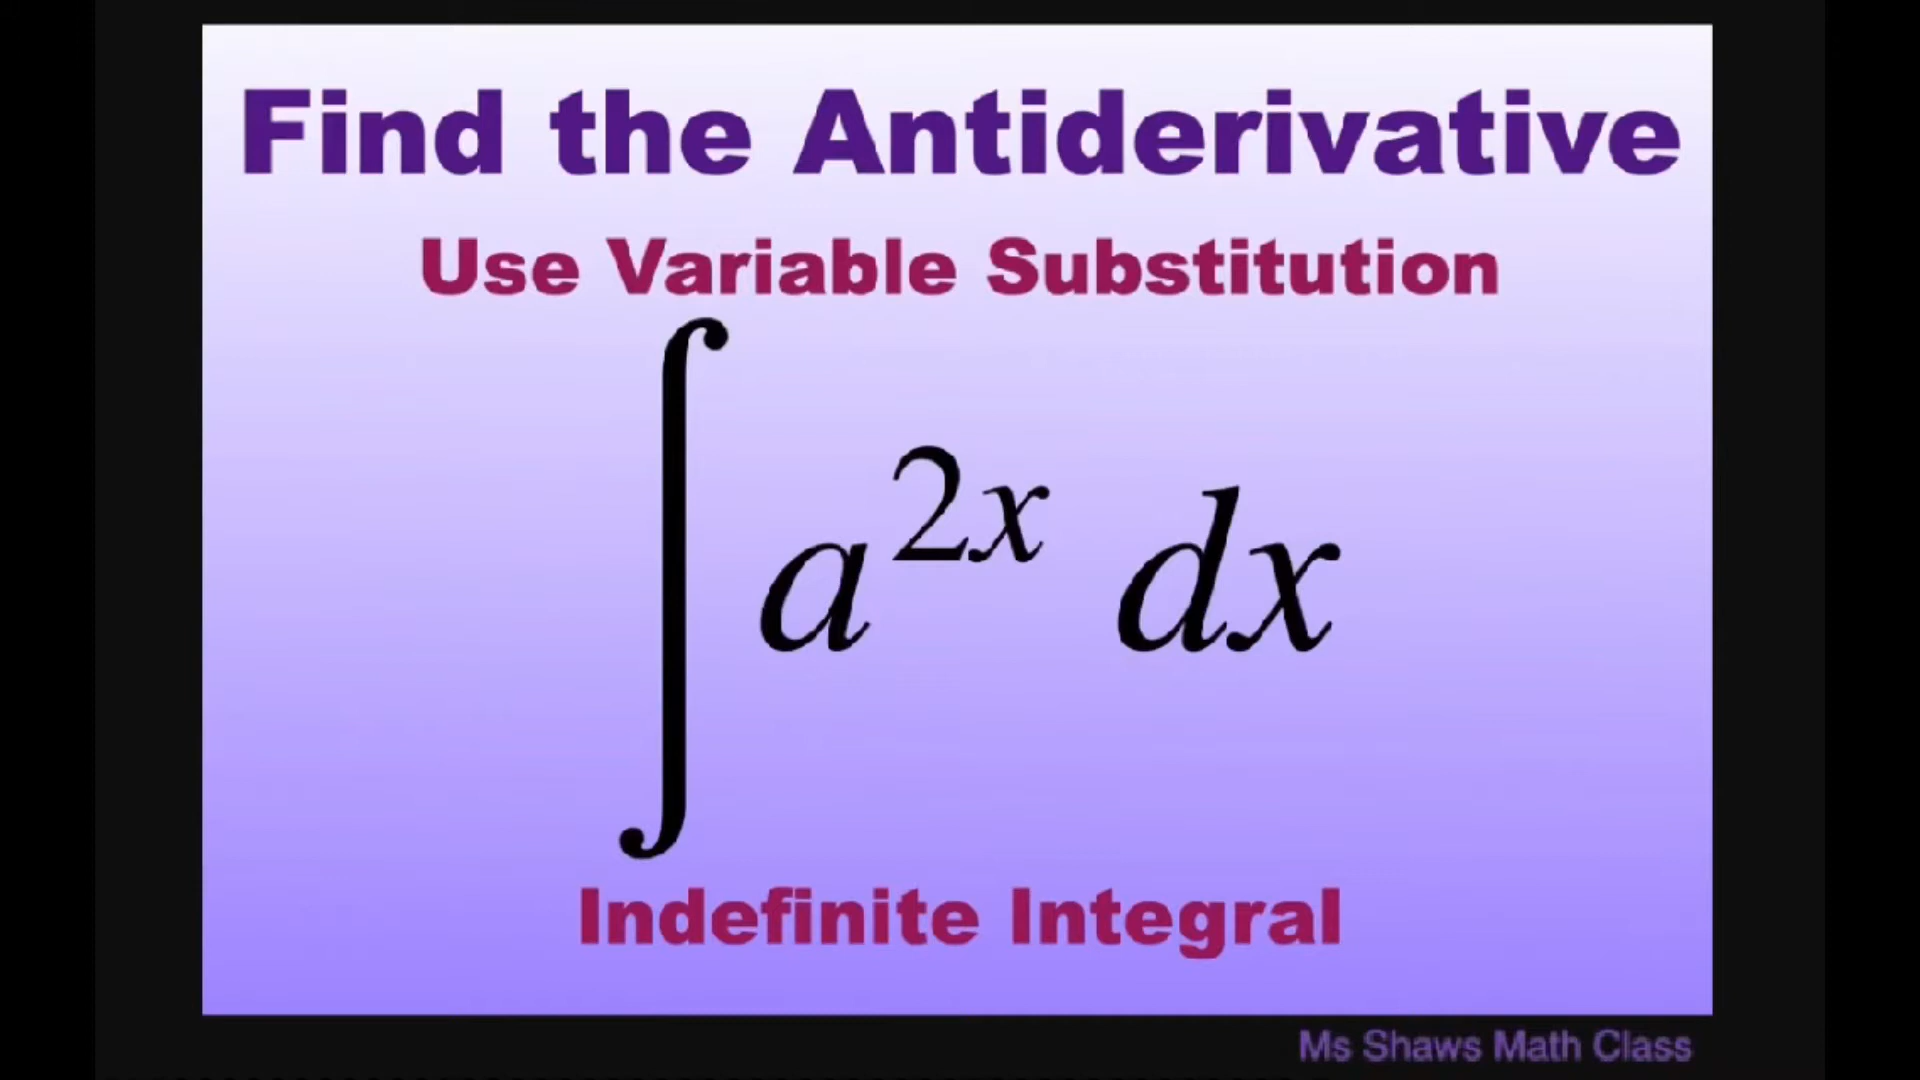 Find the Antiderivative
Use Variable Substitution
∫ a^{2x} dx
Indefinite Integral
Ms Shaws Math Class